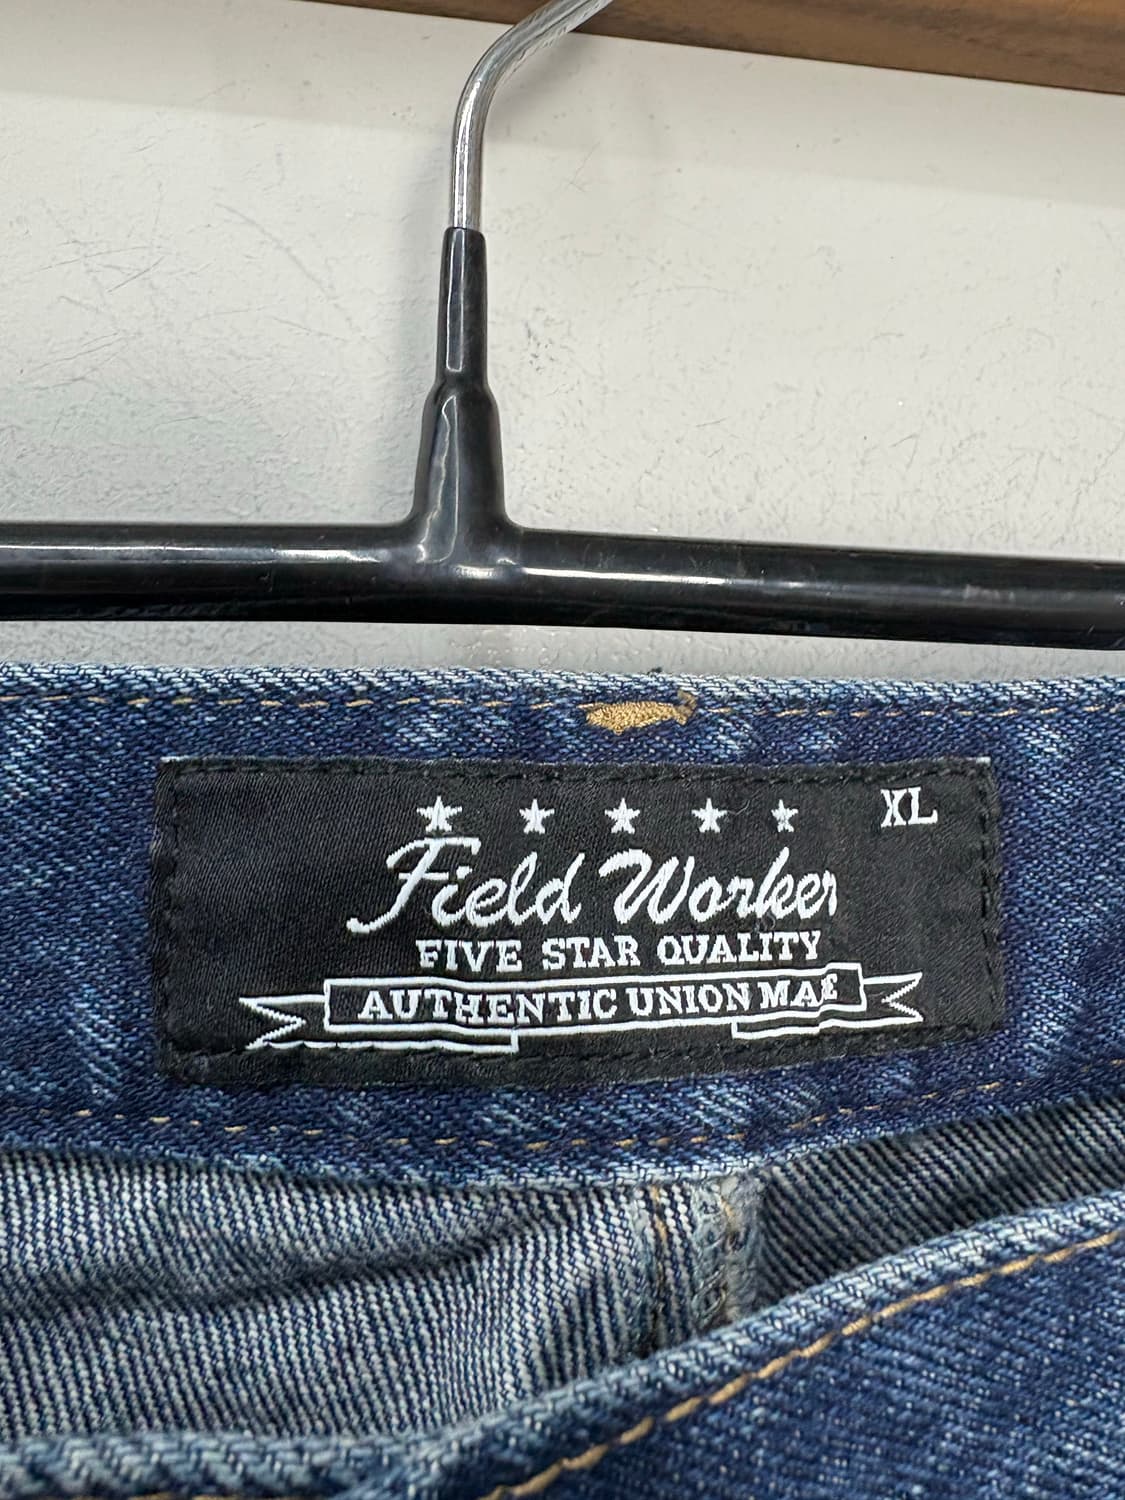 XL
Field Worker
FIVE STAR QUALITY
AUTHENTIC UNION MAE